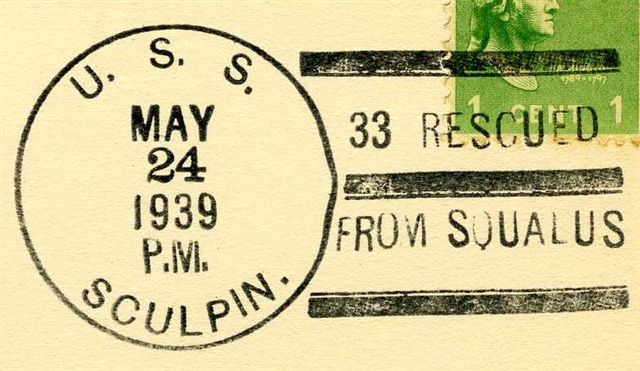 U. S. S.
MAY
24
1939
P.M.
SCULPIN.
1 CENT 1
33 RESCUED
FROM SQUALUS